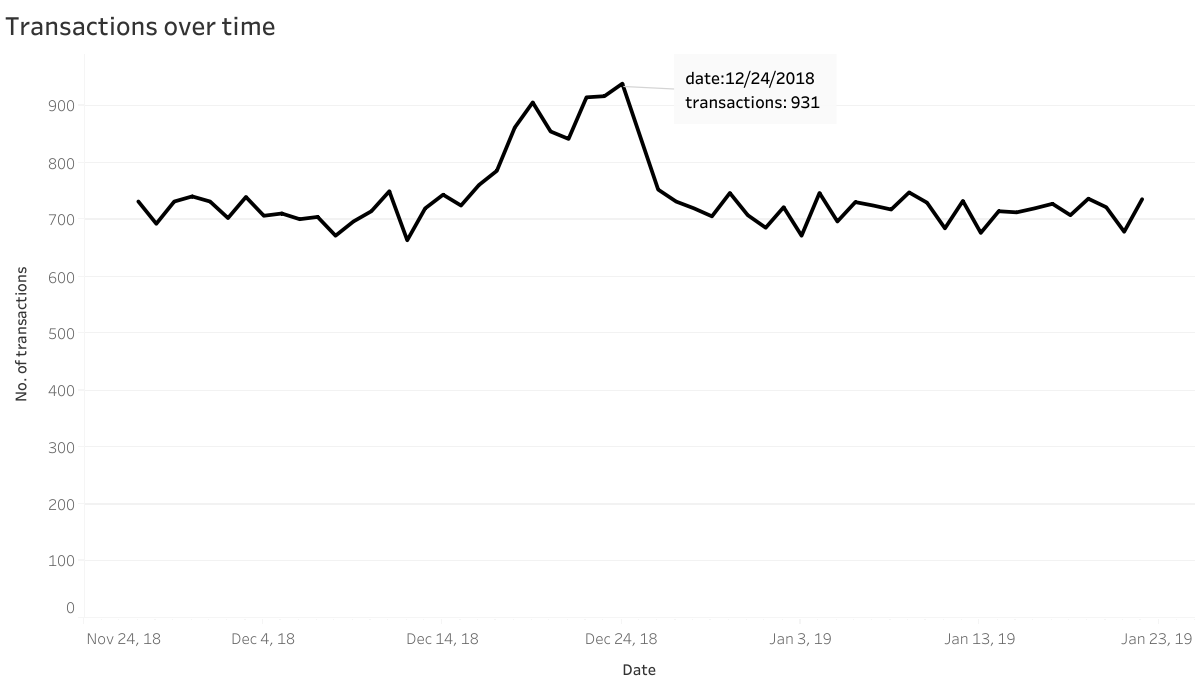 Transactions over time
date:12/24/2018
transactions: 931
No. of transactions
900
800
700
600
500
400
300
200
100
0
Nov 24, 18 Dec 4, 18 Dec 14, 18 Dec 24, 18 Jan 3, 19 Jan 13, 19 Jan 23, 19
Date